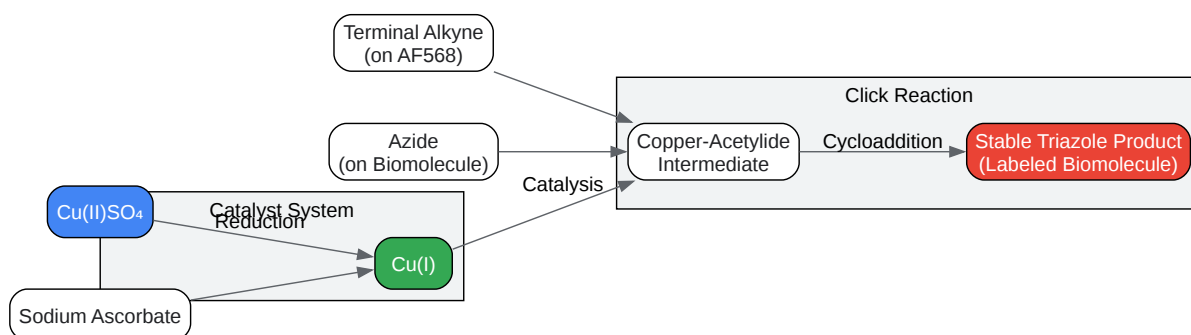 Terminal Alkyne
(on AF568)
Click Reaction
Azide
(on Biomolecule)
Copper-Acetylide
Intermediate
Cycloaddition
Stable Triazole Product
(Labeled Biomolecule)
Catalysis
Cu(II)SO₄
Catalyst System
Reduction
Cu(I)
Sodium Ascorbate